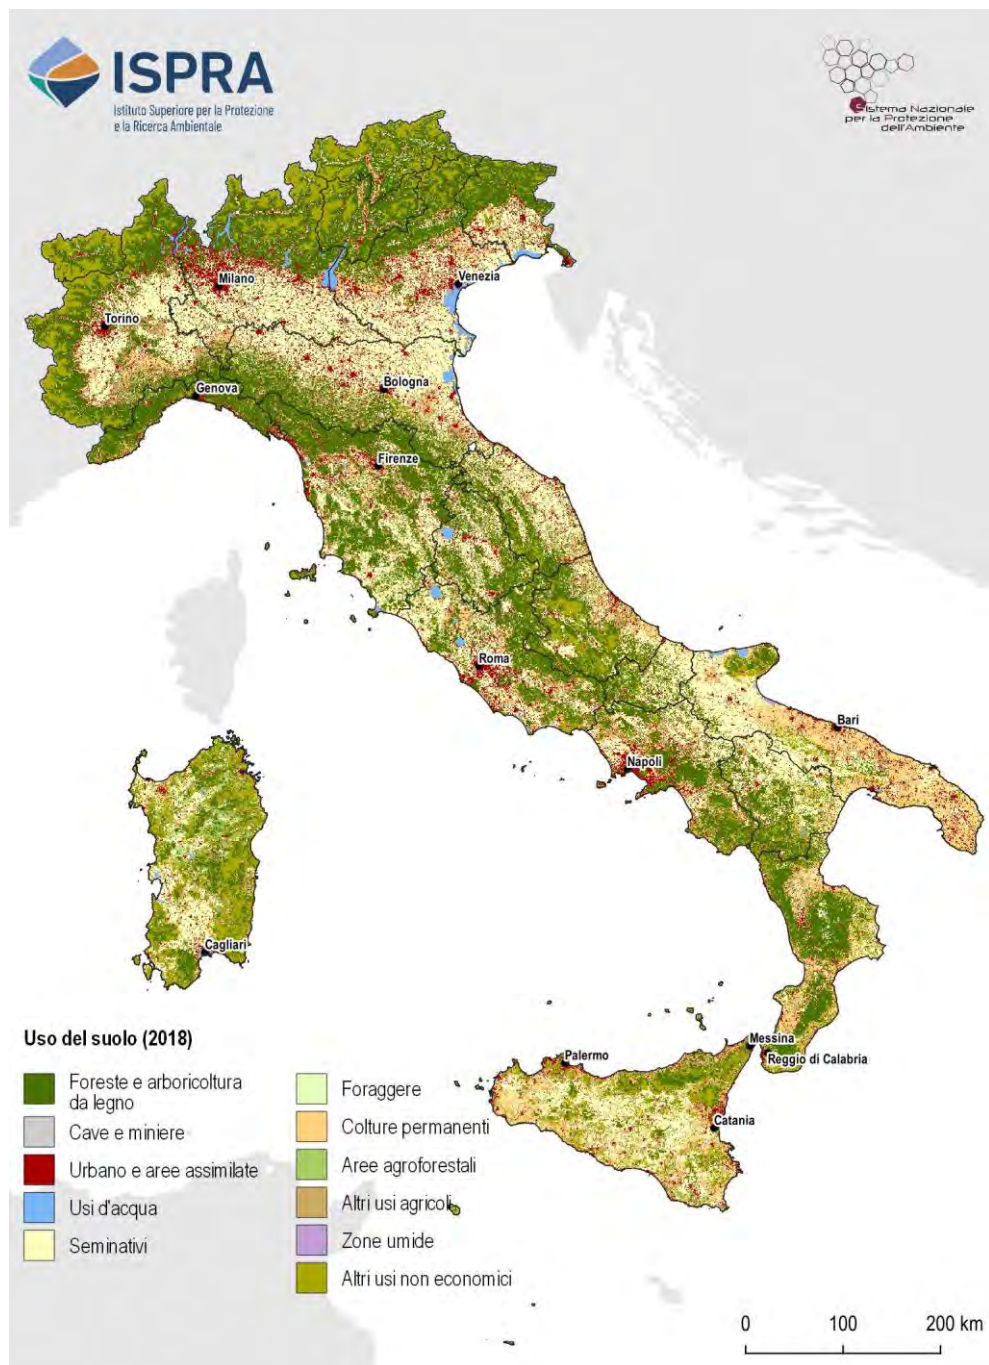 ISPRA
Istituto Superiore per la Protezione
e la Ricerca Ambientale
Sistema Nazionale
per la Protezione
dell'Ambiente
Milano
Venezia
Torino
Genova
Bologna
Firenze
Roma
Bari
Napoli
Cagliari
Messina
Reggio di Calabria
Palermo
Catania
Uso del suolo (2018)
Foreste e arboricoltura
da legno
Cave e miniere
Urbano e aree assimilate
Usi d'acqua
Seminativi
Foraggere
Colture permanenti
Aree agroforestali
Altri usi agricoli
Zone umide
Altri usi non economici
0 100 200 km